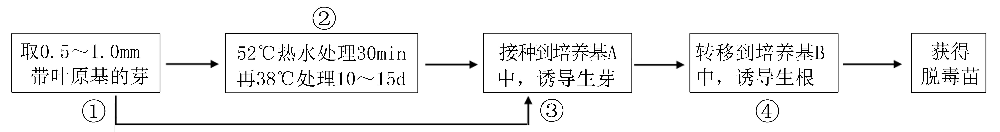 ②
取0.5～1.0mm
带叶原基的芽
52℃热水处理30min
再38℃处理10～15d
接种到培养基A
中，诱导生芽
转移到培养基B
中，诱导生根
获得
脱毒苗
①
③
④